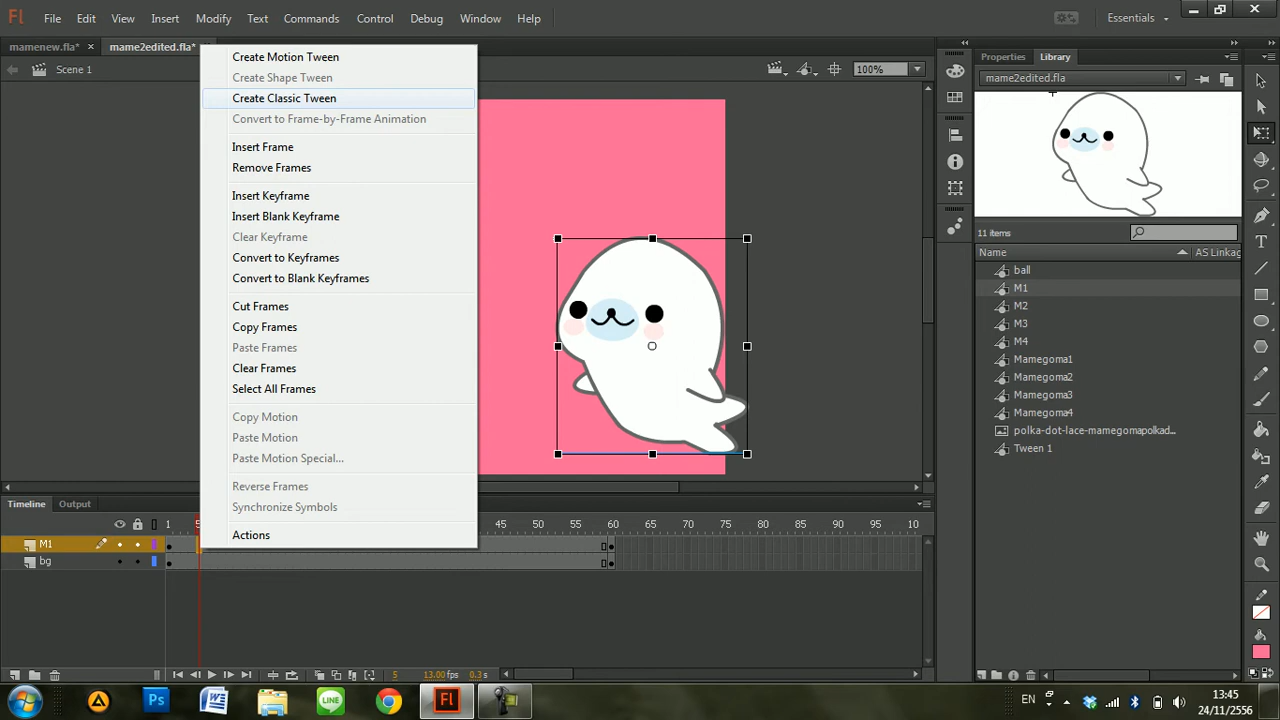 Fl File Edit View Insert Modify Text Commands Control Debug Window Help Essentials
mamenew.fla* mame2edited.fla*
Scene 1 100%
Create Motion Tween
Create Shape Tween
Create Classic Tween
Convert to Frame-by-Frame Animation
Insert Frame
Remove Frames
Insert Keyframe
Insert Blank Keyframe
Clear Keyframe
Convert to Keyframes
Convert to Blank Keyframes
Cut Frames
Copy Frames
Paste Frames
Clear Frames
Select All Frames
Copy Motion
Paste Motion
Paste Motion Special...
Reverse Frames
Synchronize Symbols
Actions
Properties Library
mame2edited.fla
11 items
Name AS Linkag
ball
M1
M2
M3
M4
Mamegoma1
Mamegoma2
Mamegoma3
Mamegoma4
polka-dot-lace-mamegomapolkad...
Tween 1
Timeline Output
1 5 45 50 55 60 65 70 75 80 85 90 95 100
M1
bg
5 13.00 fps 0.3 s
Ps W LINE Fl EN 13:45
24/11/2556